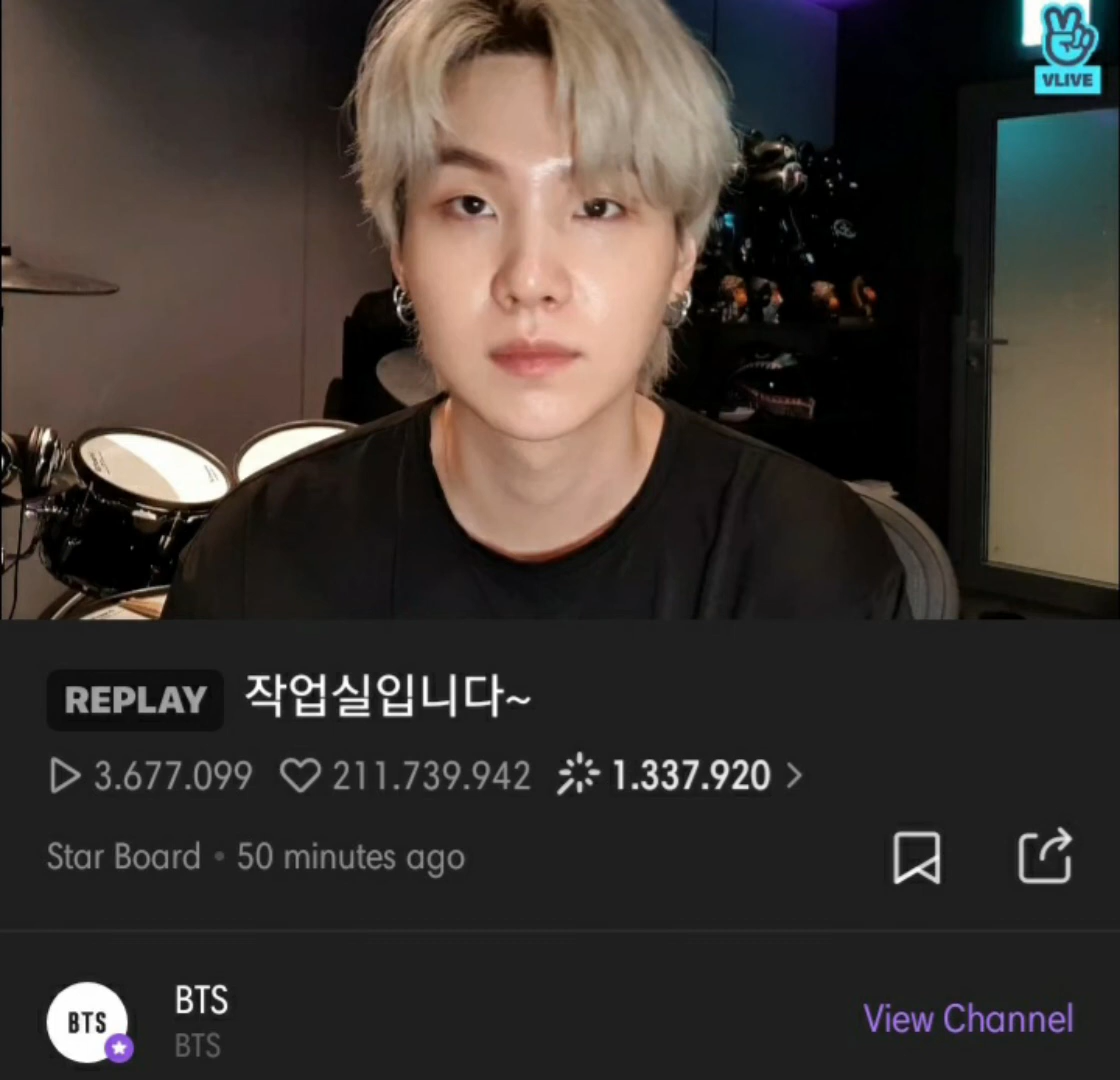 VLIVE
REPLAY 작업실입니다~
3.677.099 211.739.942 1.337.920
Star Board • 50 minutes ago
BTS
BTS
BTS
View Channel